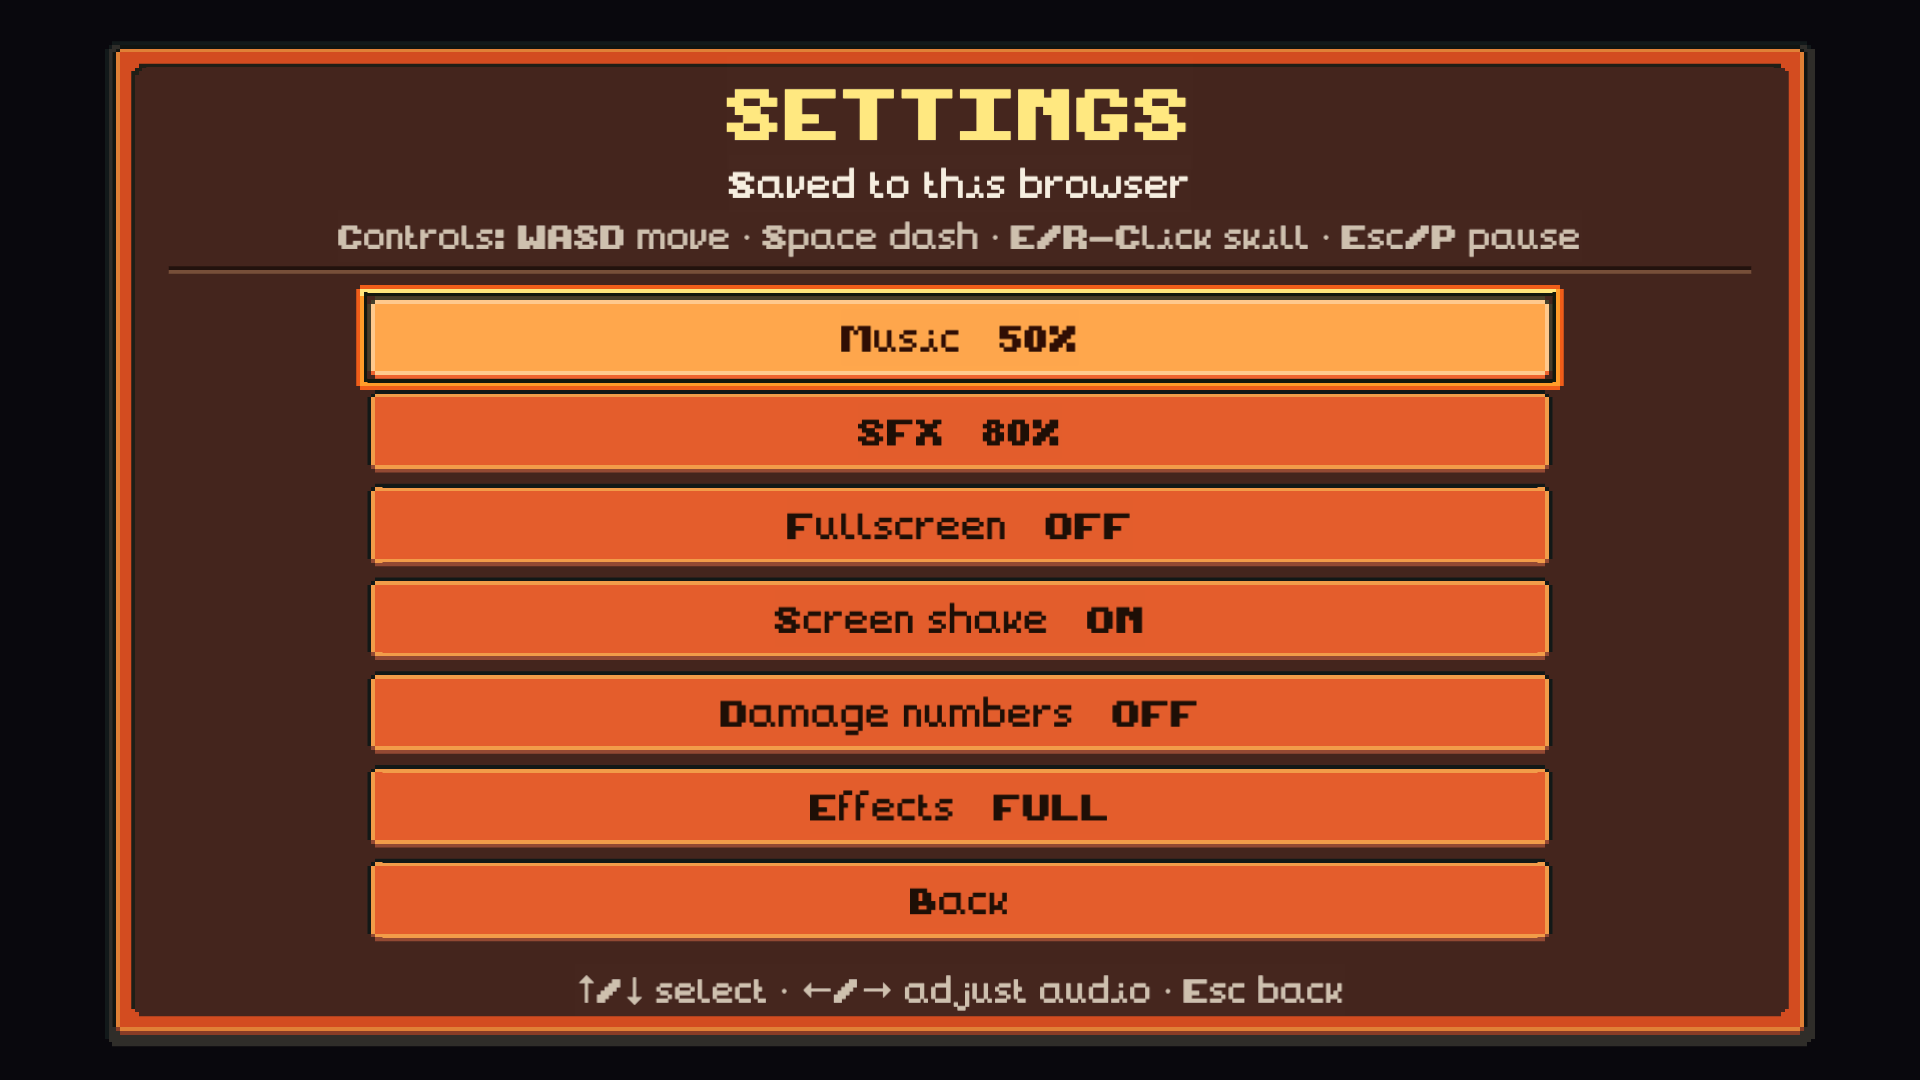 SETTINGS
Saved to this browser
Controls: WASD move · Space dash · E/R-Click skill · Esc/P pause
Music 50%
SFX 80%
Fullscreen OFF
Screen shake ON
Damage numbers OFF
Effects FULL
Back
↑/↓ select · ←/→ adjust audio · Esc back